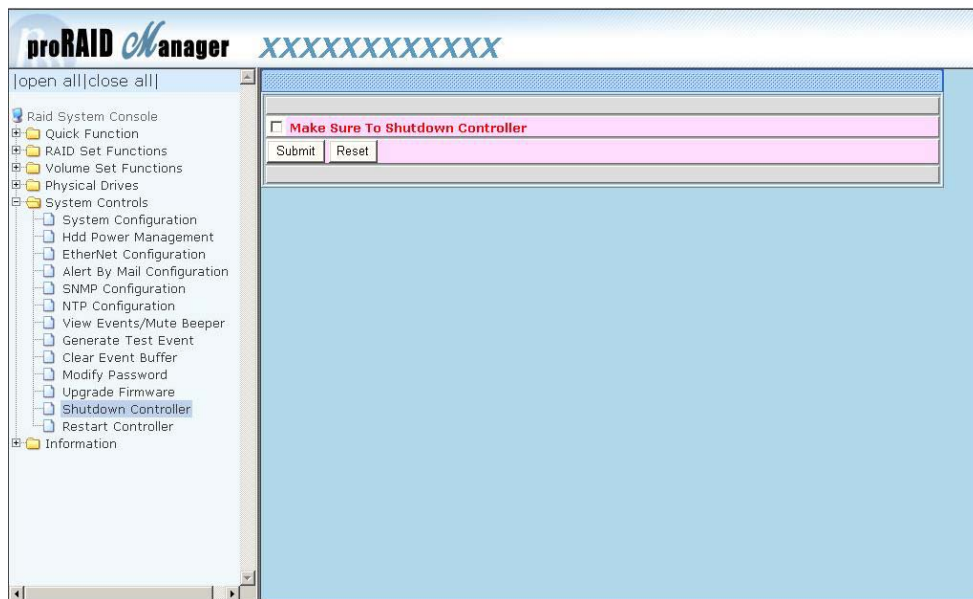 proRAID Manager XXXXXXXXXXXX
|open all|close all|
Raid System Console
Quick Function
RAID Set Functions
Volume Set Functions
Physical Drives
System Controls
System Configuration
Hdd Power Management
EtherNet Configuration
Alert By Mail Configuration
SNMP Configuration
NTP Configuration
View Events/Mute Beeper
Generate Test Event
Clear Event Buffer
Modify Password
Upgrade Firmware
Shutdown Controller
Restart Controller
Information
Make Sure To Shutdown Controller
Submit Reset